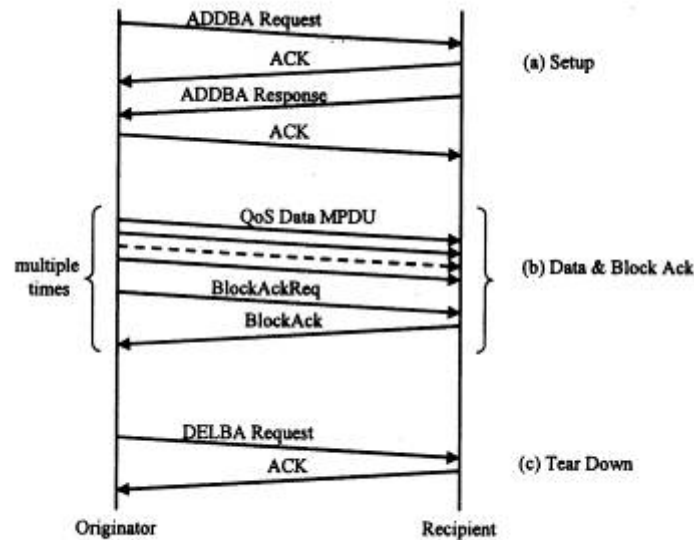 ADDBA Request
ACK
(a) Setup
ADDBA Response
ACK
QoS Data MPDU
multiple
times
(b) Data & Block Ack
BlockAckReq
BlockAck
DELBA Request
ACK
(c) Tear Down
Originator
Recipient